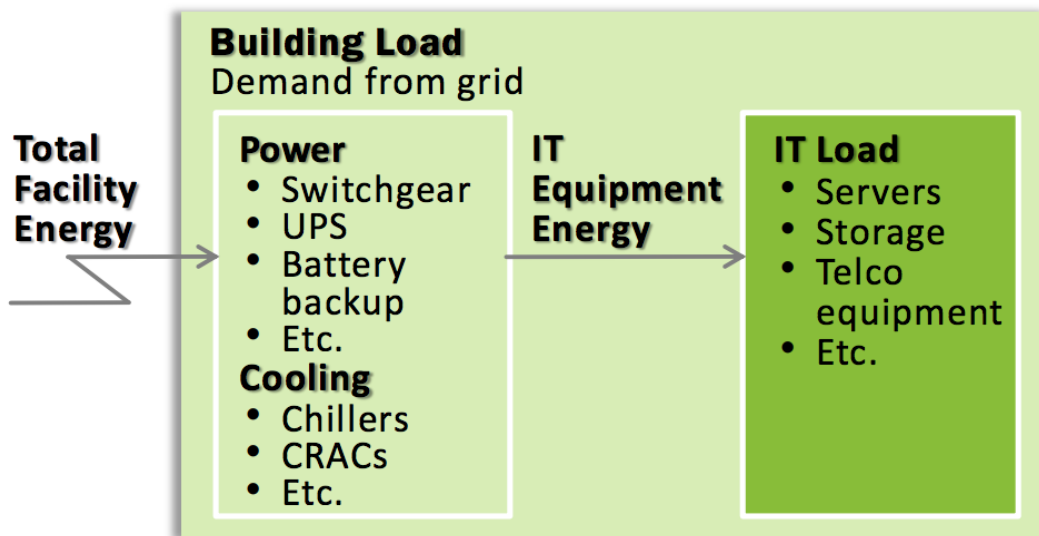 Building Load
Demand from grid
Total
Facility
Energy
Power
• Switchgear
• UPS
• Battery
backup
• Etc.
Cooling
• Chillers
• CRACs
• Etc.
IT
Equipment
Energy
IT Load
• Servers
• Storage
• Telco
equipment
• Etc.